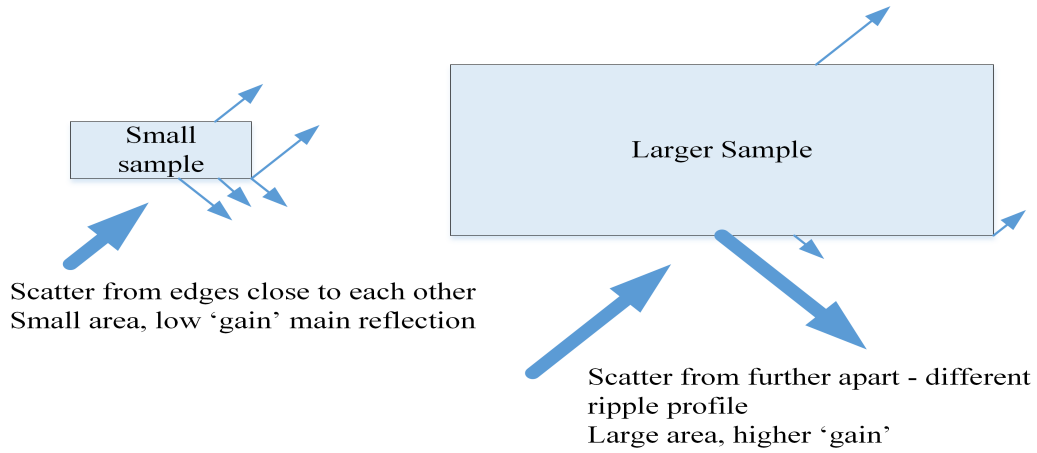 Small
sample
Larger Sample
Scatter from edges close to each other
Small area, low ‘gain’ main reflection
Scatter from further apart - different
ripple profile
Large area, higher ‘gain’